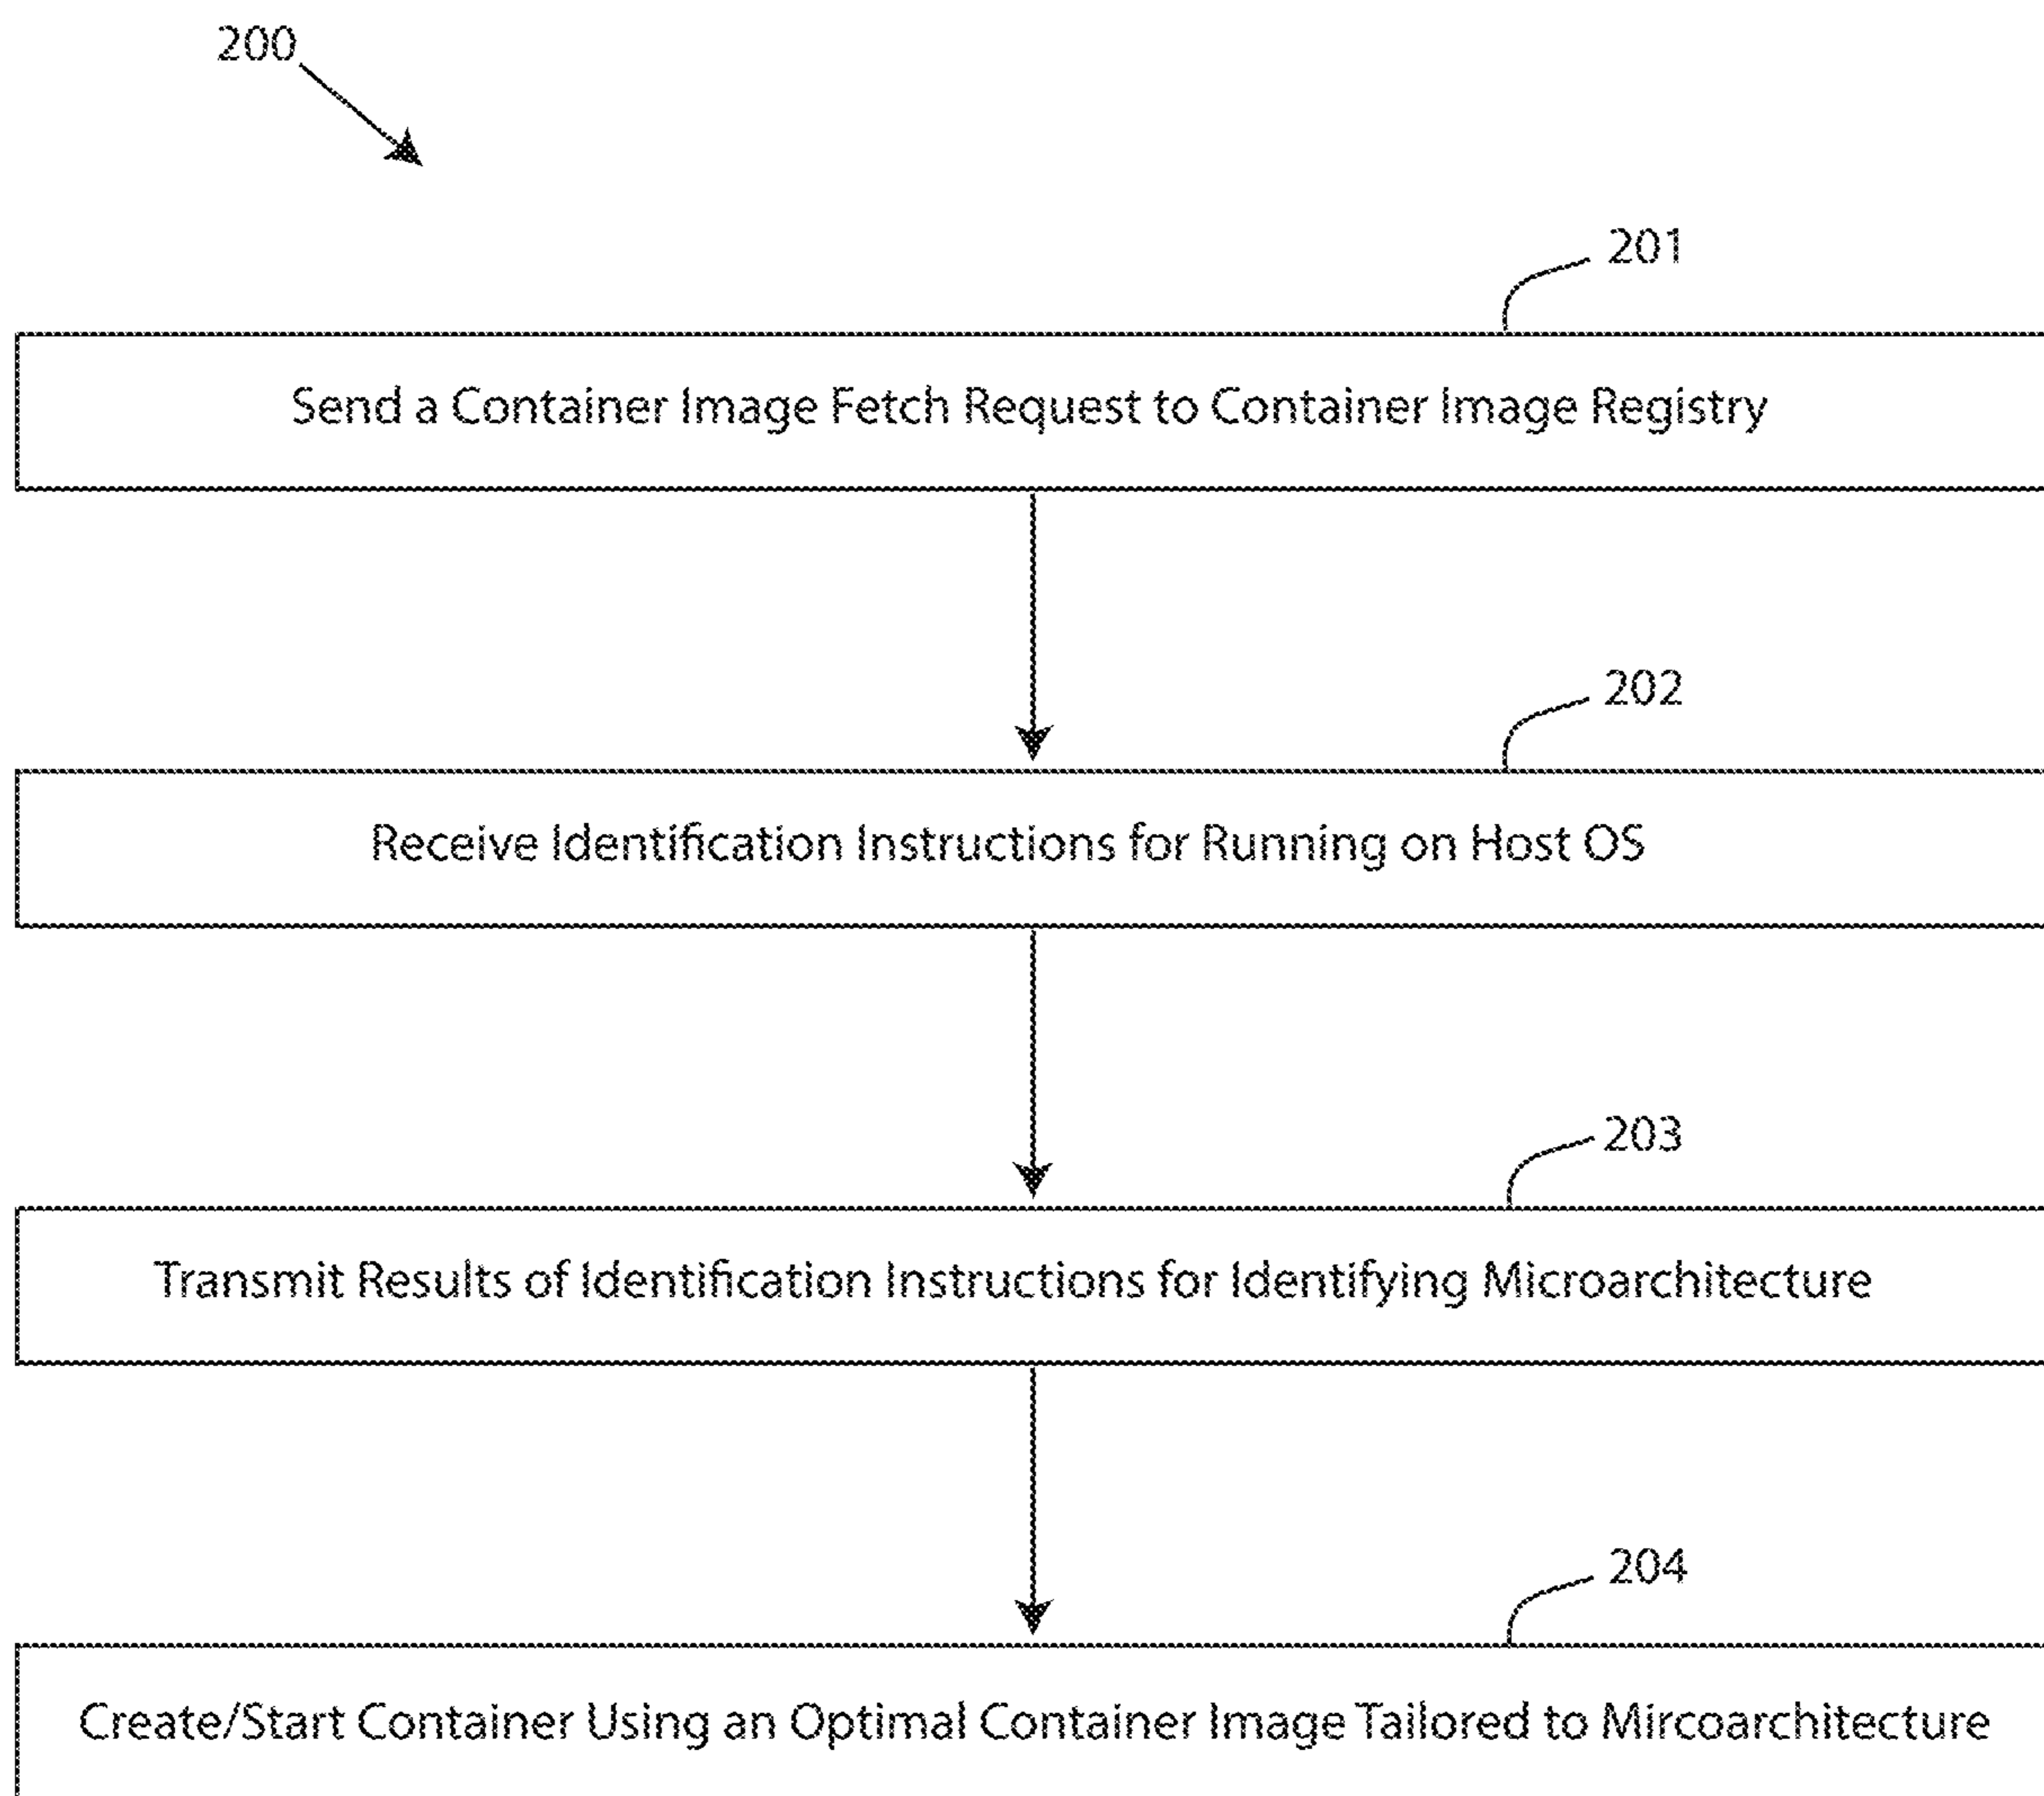 200
201
Send a Container Image Fetch Request to Container Image Registry
202
Receive Identification Instructions for Running on Host OS
203
Transmit Results of Identification Instructions for Identifying Microarchitecture
204
Create/Start Container Using an Optimal Container Image Tailored to Mircoarchitecture